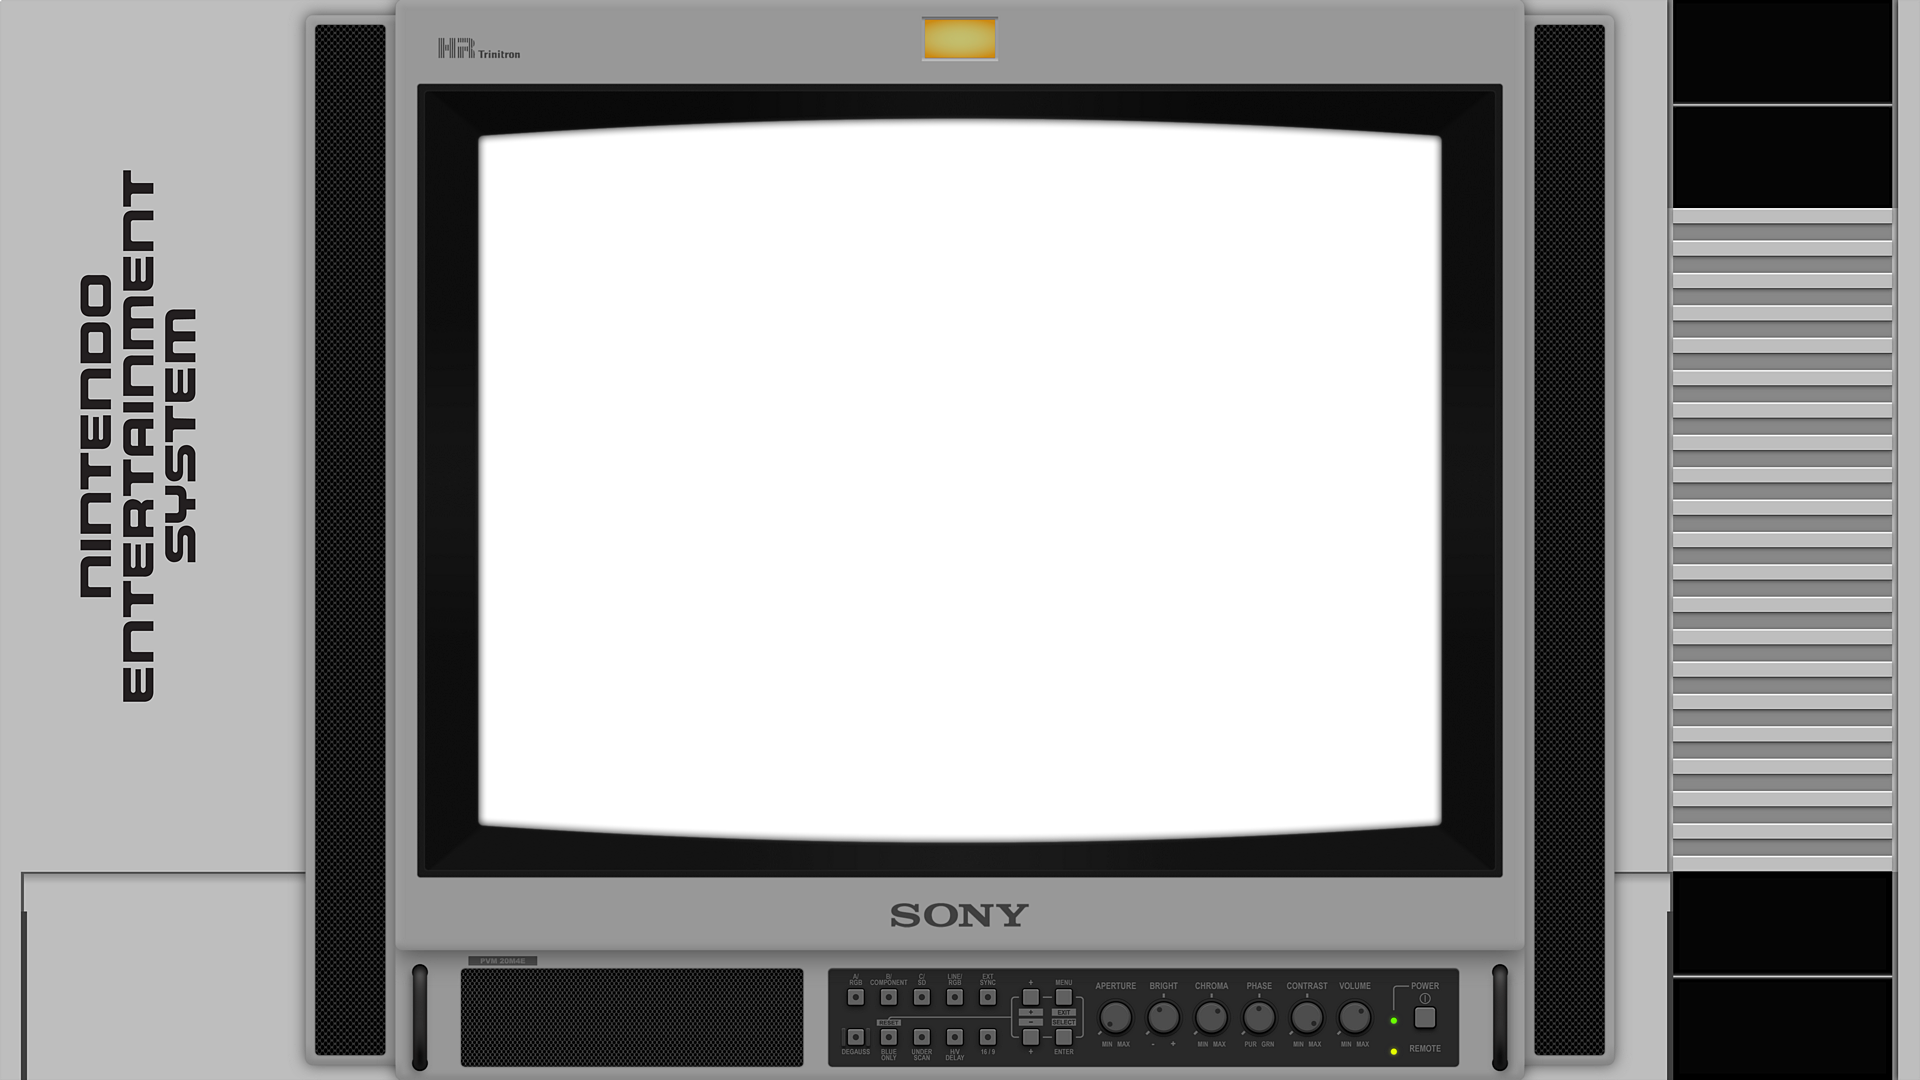 NINTENDO
ENTERTAINMENT
SYSTEM
HR Trinitron
SONY
PVM 20M4E
A/
RGB
B/
COMPONENT
C/
SD
LINE/
RGB
EXT
SYNC
+
MENU
+
EXIT
−
SELECT
RESET
DEGAUSS
BLUE
ONLY
UNDER
SCAN
H/V
DELAY
16 / 9
+
ENTER
APERTURE
BRIGHT
CHROMA
PHASE
CONTRAST
VOLUME
MIN MAX
- +
MIN MAX
PUR GRN
MIN MAX
MIN MAX
POWER
REMOTE